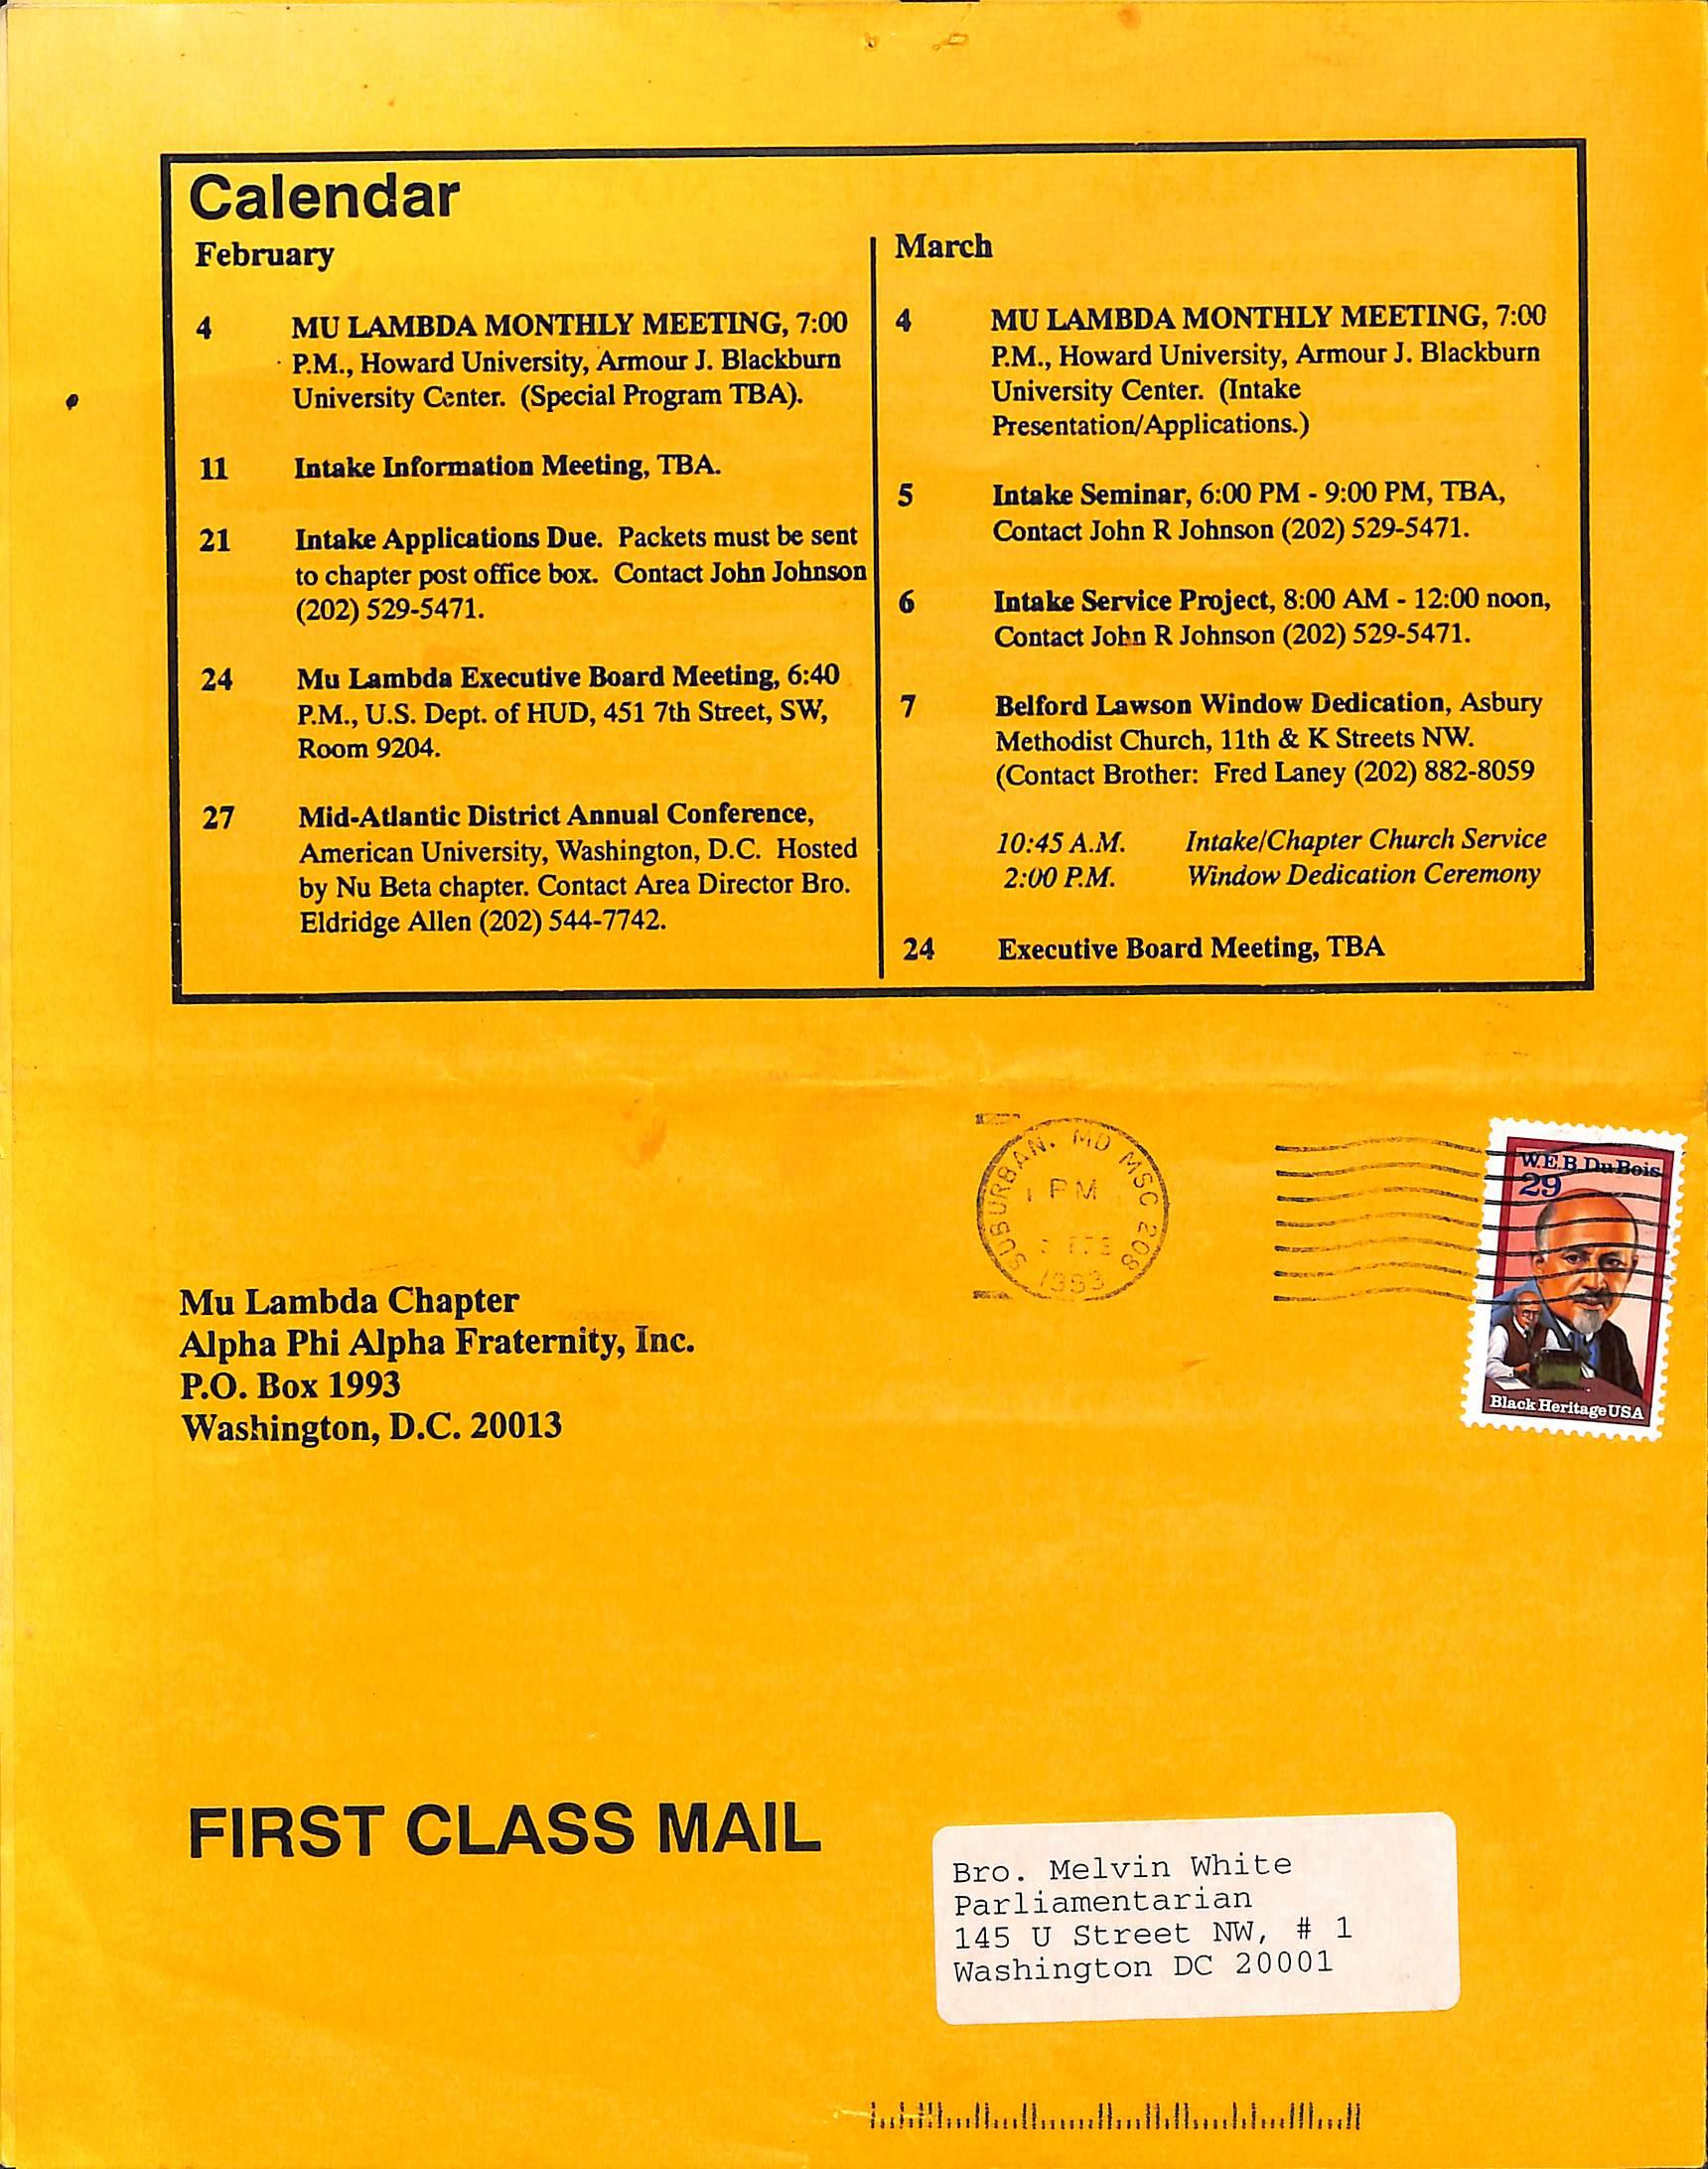 Calendar
February
4 MU LAMBDA MONTHLY MEETING, 7:00
P.M., Howard University, Armour J. Blackburn
University Center. (Special Program TBA).
11 Intake Information Meeting, TBA.
21 Intake Applications Due. Packets must be sent
to chapter post office box. Contact John Johnson
(202) 529-5471.
24 Mu Lambda Executive Board Meeting, 6:40
P.M., U.S. Dept. of HUD, 451 7th Street, SW,
Room 9204.
27 Mid-Atlantic District Annual Conference,
American University, Washington, D.C. Hosted
by Nu Beta chapter. Contact Area Director Bro.
Eldridge Allen (202) 544-7742.
March
4 MU LAMBDA MONTHLY MEETING, 7:00
P.M., Howard University, Armour J. Blackburn
University Center. (Intake
Presentation/Applications.)
5 Intake Seminar, 6:00 PM - 9:00 PM, TBA,
Contact John R Johnson (202) 529-5471.
6 Intake Service Project, 8:00 AM - 12:00 noon,
Contact John R Johnson (202) 529-5471.
7 Belford Lawson Window Dedication, Asbury
Methodist Church, 11th & K Streets NW.
(Contact Brother: Fred Laney (202) 882-8059
10:45 A.M. Intake/Chapter Church Service
2:00 P.M. Window Dedication Ceremony
24 Executive Board Meeting, TBA
SUBURBAN. MD MSC 208
PM
1993
W.E.B. Du Bois
29
Black Heritage USA
Mu Lambda Chapter
Alpha Phi Alpha Fraternity, Inc.
P.O. Box 1993
Washington, D.C. 20013
FIRST CLASS MAIL
Bro. Melvin White
Parliamentarian
145 U Street NW, # 1
Washington DC 20001